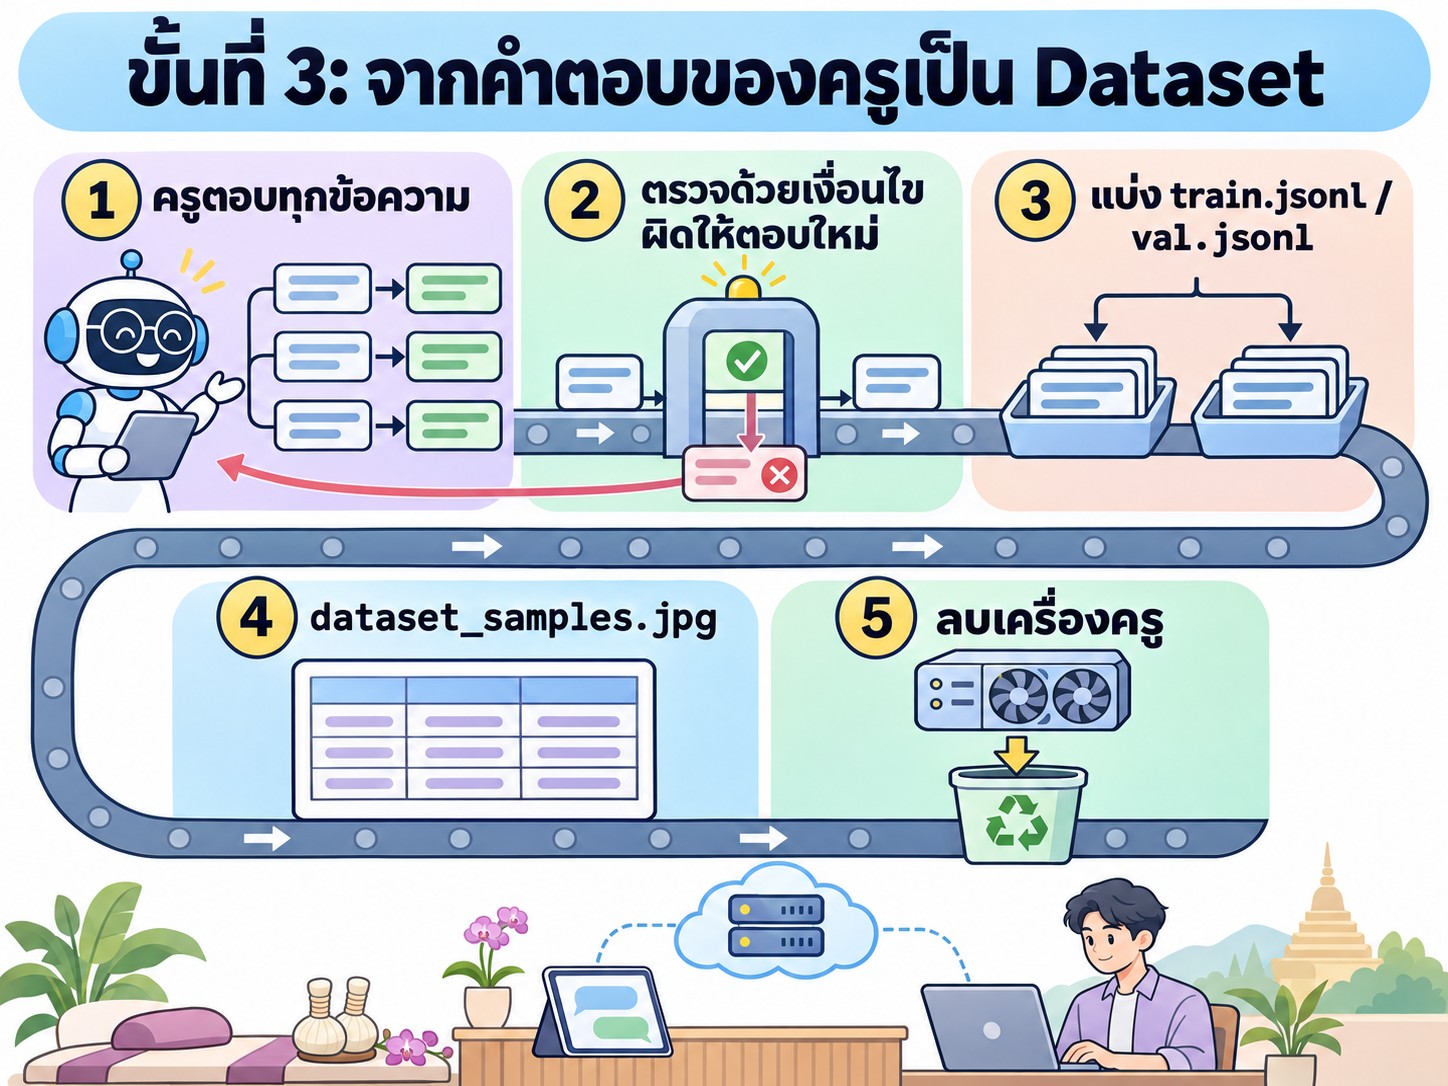 ขั้นที่ 3: จากคำตอบของครูเป็น Dataset
1 ครูตอบทุกข้อความ
2 ตรวจด้วยเงื่อนไข
ผิดให้ตอบใหม่
3 แบ่ง train.jsonl /
val.jsonl
4 dataset_samples.jpg
5 ลบเครื่องครู